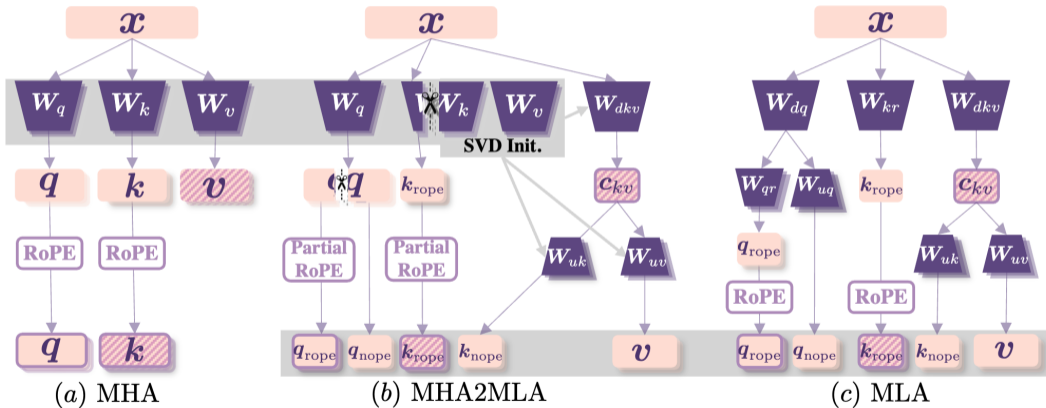 x x x
W_q W_k W_v W_q W_k W_v W_dkv W_dq W_kr W_dkv
SVD Init.
q k v q k_rope c_kv W_qr W_uq k_rope c_kv
RoPE RoPE Partial RoPE Partial RoPE W_uk W_uv q_rope W_uk W_uv
RoPE RoPE
q k q_rope q_nope k_rope k_nope v q_rope q_nope k_rope k_nope v
(a) MHA (b) MHA2MLA (c) MLA